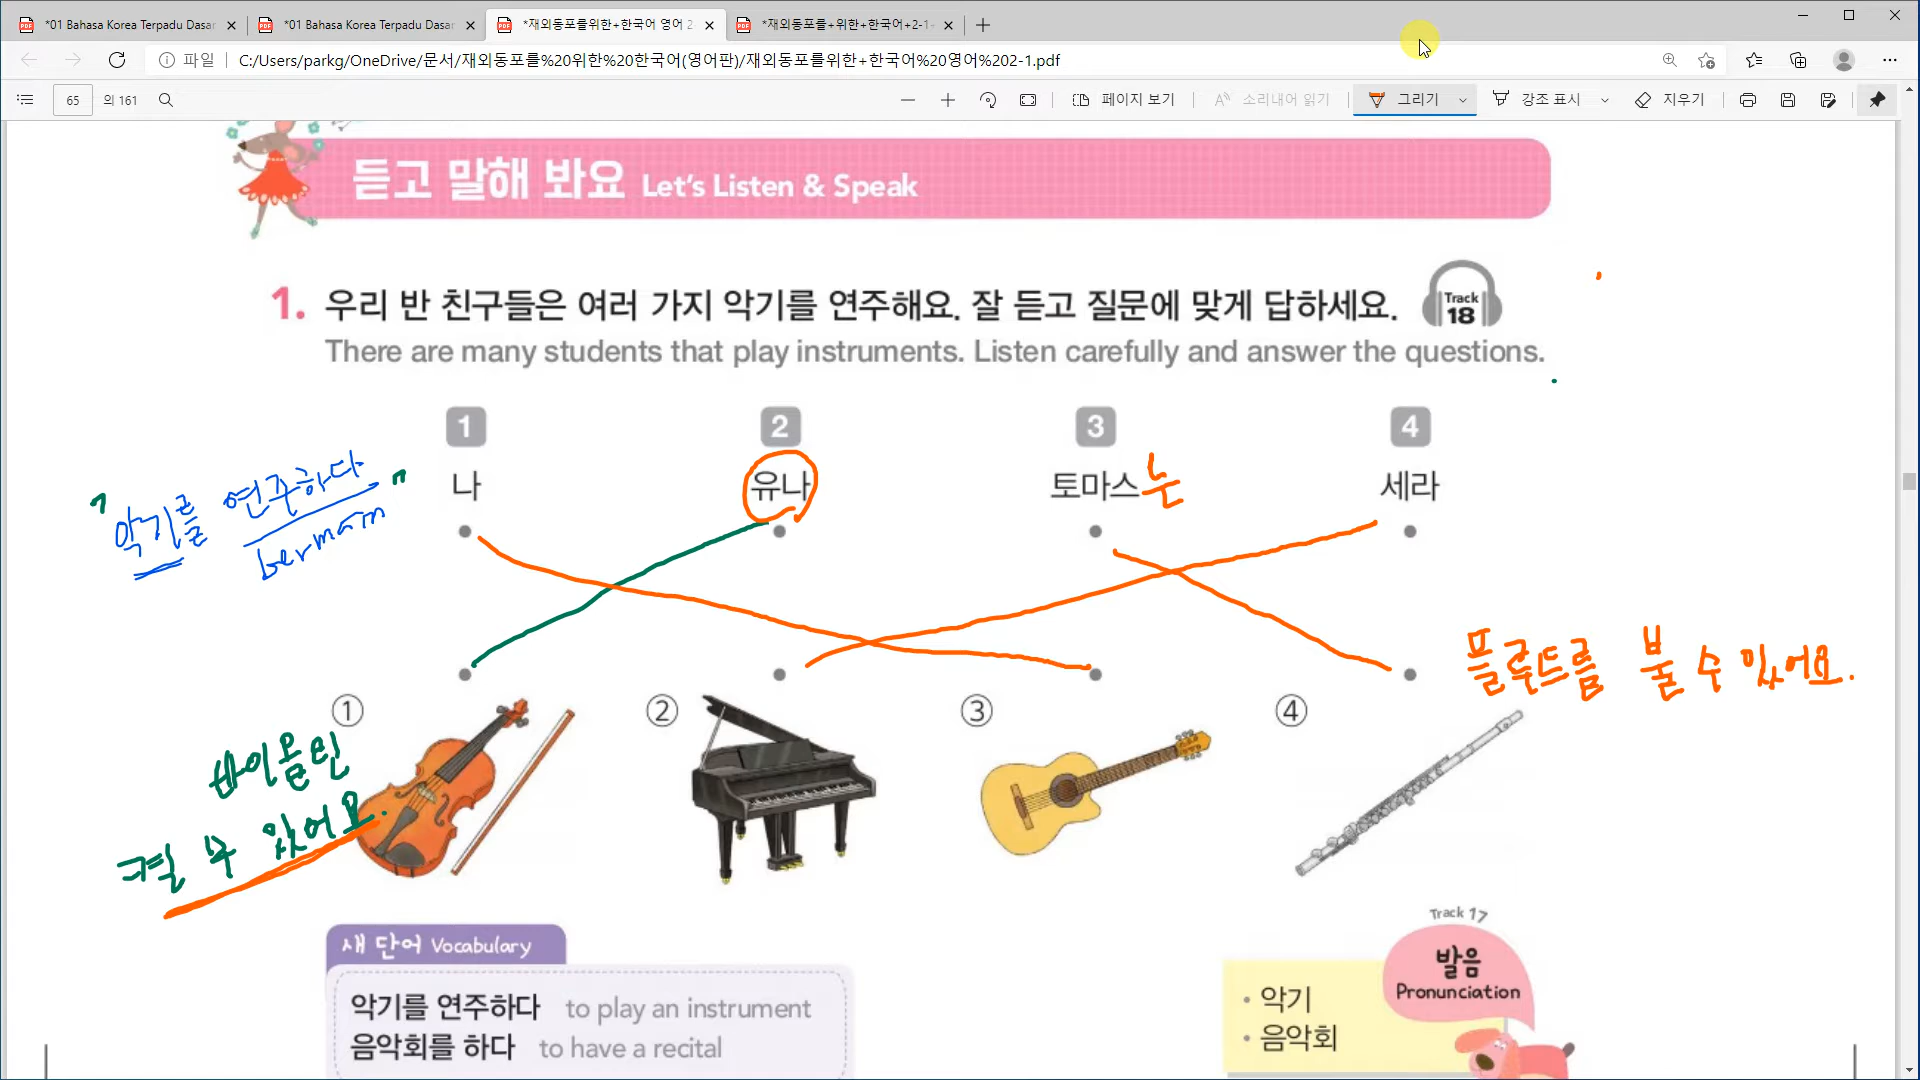 *01 Bahasa Korea Terpadu Dasar
*01 Bahasa Korea Terpadu Dasar
*재외동포를위한+한국어 영어 2
*재외동포를+위한+한국어+2-1
파일 C:/Users/parkg/OneDrive/문서/재외동포를%20위한%20한국어(영어판)/재외동포를위한+한국어%20영어%202-1.pdf
65 의 161 페이지 보기 소리내어 읽기 그리기 강조 표시 지우기
듣고 말해 봐요 Let's Listen & Speak
1. 우리 반 친구들은 여러 가지 악기를 연주해요. 잘 듣고 질문에 맞게 답하세요. Track 18
There are many students that play instruments. Listen carefully and answer the questions.
1 2 3 4
나 유나 토마스는 세라
악기를 연주하다
bermain
플루트를 불 수 있어요.
① ② ③ ④
바이올린
켤 수 있어요.
새 단어 Vocabulary
악기를 연주하다 to play an instrument
음악회를 하다 to have a recital
Track 17
발음
Pronunciation
• 악기
• 음악회